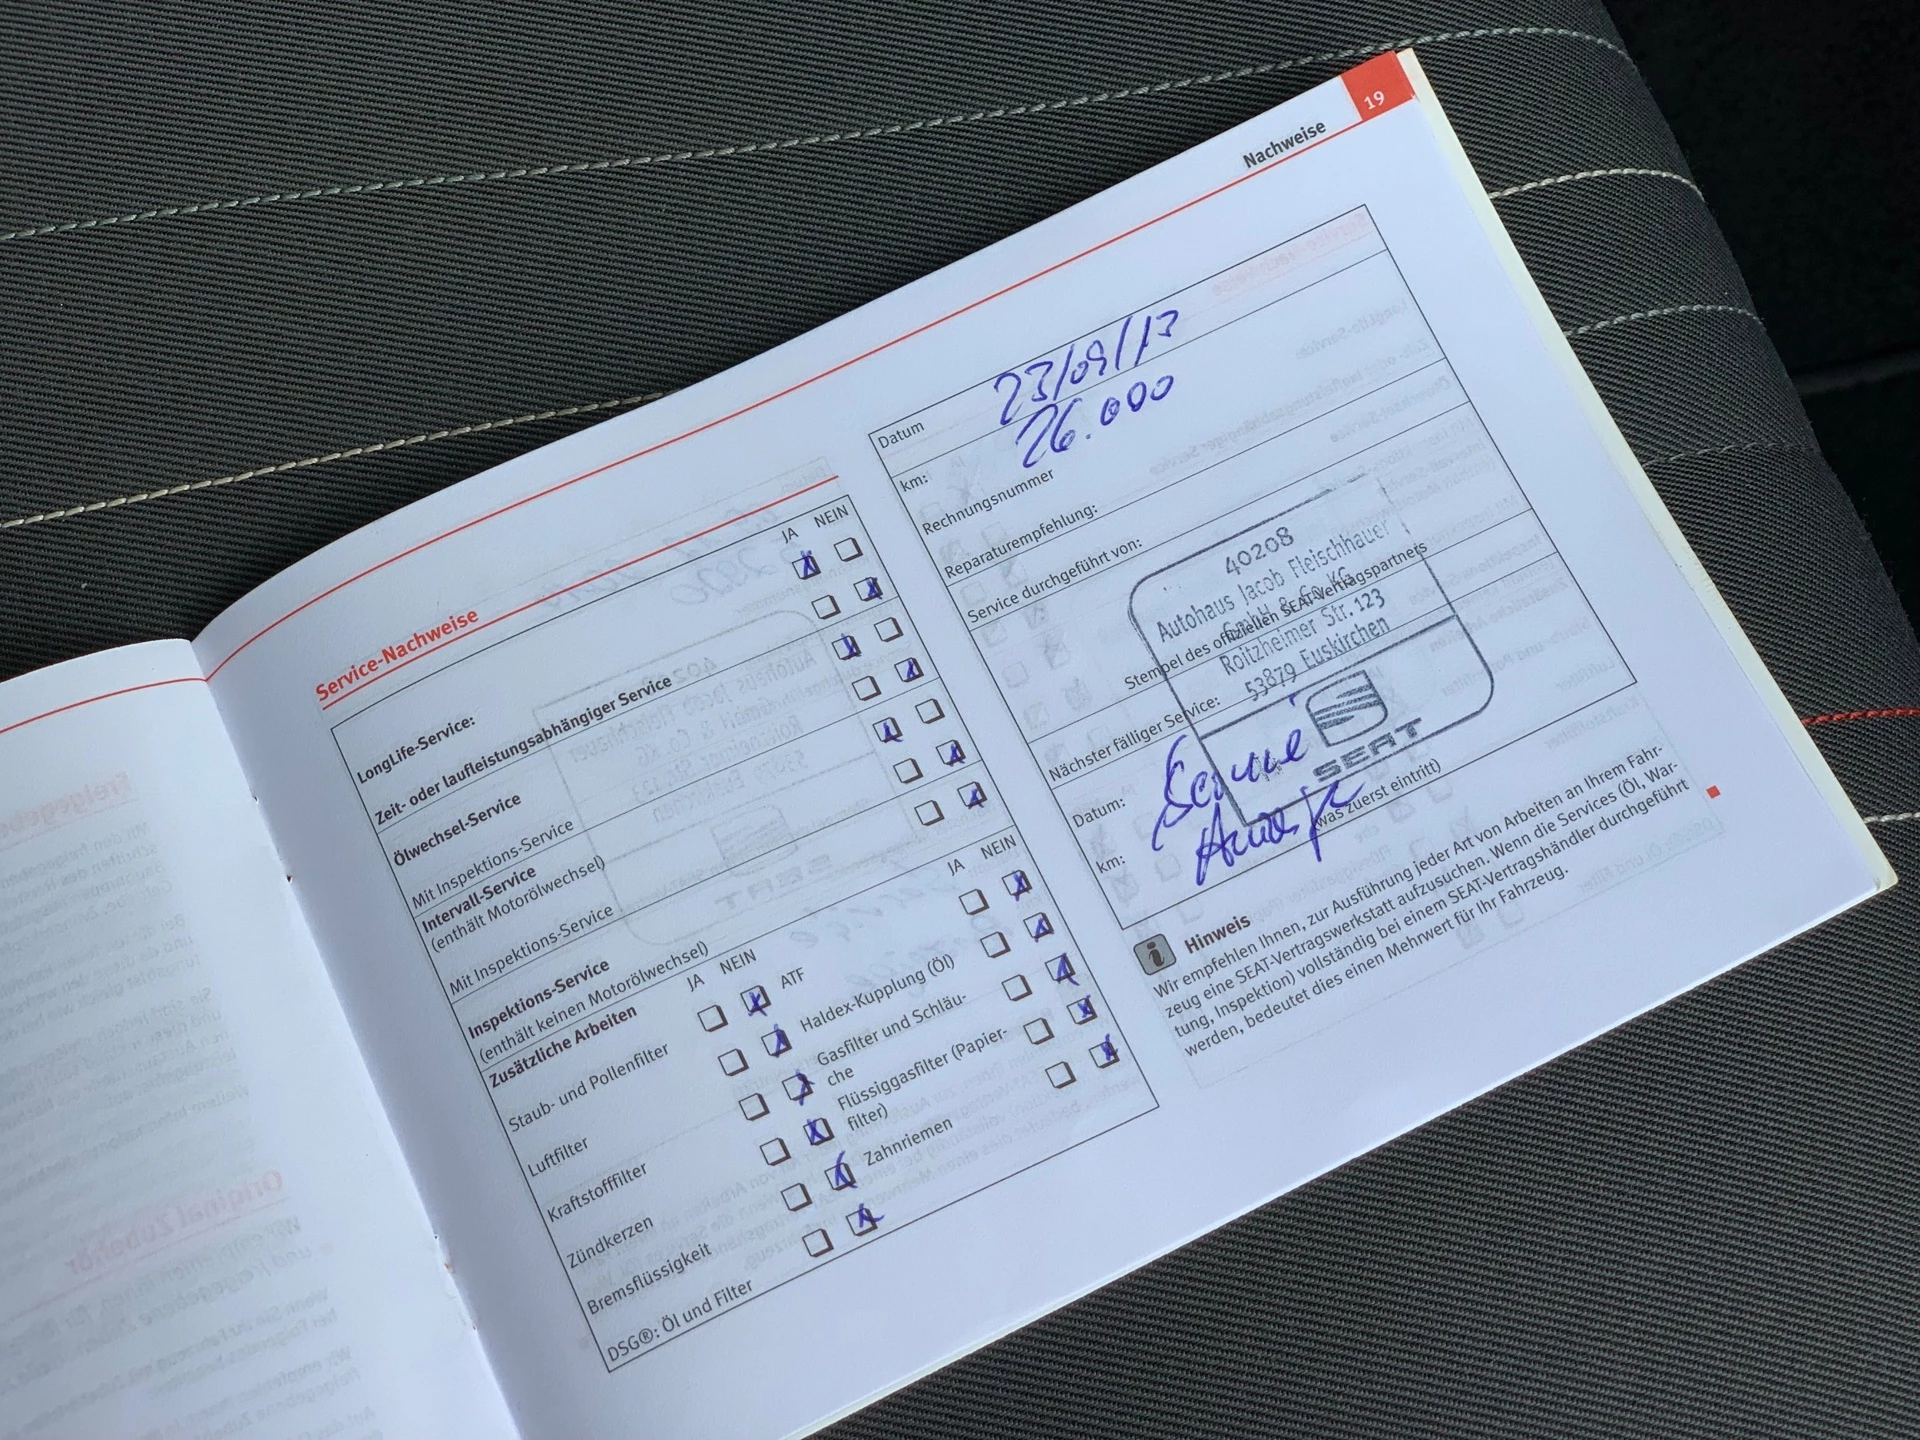 19
Nachweise
Service-Nachweise
JA NEIN
LongLife-Service:
Zeit- oder laufleistungsabhängiger Service
Ölwechsel-Service
Mit Inspektions-Service
Intervall-Service
(enthält Motorölwechsel)
Mit Inspektions-Service
Inspektions-Service
(enthält keinen Motorölwechsel)
Zusätzliche Arbeiten
JA NEIN
JA NEIN
Staub- und Pollenfilter
Luftfilter
Kraftstofffilter
Zündkerzen
Bremsflüssigkeit
DSG®: Öl und Filter
ATF
Haldex-Kupplung (Öl)
Gasfilter und Schläu-
che
Flüssiggasfilter (Papier-
filter)
Zahnriemen
Datum 23/09/13
km: 26.000
Rechnungsnummer
Reparaturempfehlung:
Service durchgeführt von:
40208
Autohaus Jacob Fleischhauer
GmbH & Co. KG
Roitzheimer Str. 123
53879 Euskirchen
SEAT
Stempel des offiziellen SEAT-Vertragspartners
Nächster fälliger Service:
Datum:
km:
(was zuerst eintritt)
Hinweis
Wir empfehlen Ihnen, zur Ausführung jeder Art von Arbeiten an Ihrem Fahr-
zeug eine SEAT-Vertragswerkstatt aufzusuchen. Wenn die Services (Öl, War-
tung, Inspektion) vollständig bei einem SEAT-Vertragshändler durchgeführt
werden, bedeutet dies einen Mehrwert für Ihr Fahrzeug.